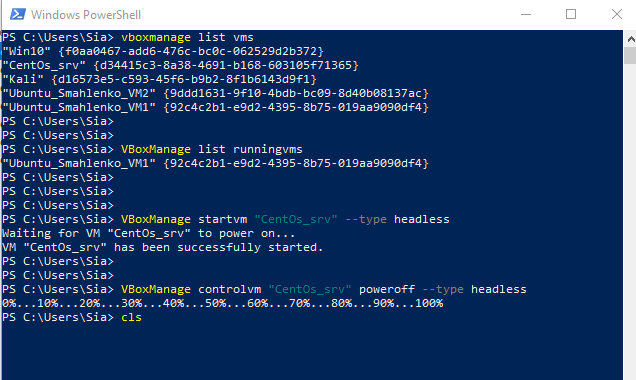 Windows PowerShell
PS C:\Users\Sia> vboxmanage list vms
"Win10" {f0aa0467-add6-476c-bc0c-062529d2b372}
"CentOs_srv" {d34415c3-8a38-4691-b168-603105f71365}
"Kali" {d16573e5-c593-45f6-b9b2-8f1b6143d9f1}
"Ubuntu_Smahlenko_VM2" {9ddd1631-9f10-4bdb-bc09-8d40b08137ac}
"Ubuntu_Smahlenko_VM1" {92c4c2b1-e9d2-4395-8b75-019aa9090df4}
PS C:\Users\Sia>
PS C:\Users\Sia>
PS C:\Users\Sia> VBoxManage list runningvms
"Ubuntu_Smahlenko_VM1" {92c4c2b1-e9d2-4395-8b75-019aa9090df4}
PS C:\Users\Sia>
PS C:\Users\Sia>
PS C:\Users\Sia>
PS C:\Users\Sia> VBoxManage startvm "CentOs_srv" --type headless
Waiting for VM "CentOs_srv" to power on...
VM "CentOs_srv" has been successfully started.
PS C:\Users\Sia>
PS C:\Users\Sia>
PS C:\Users\Sia> VBoxManage controlvm "CentOs_srv" poweroff --type headless
0%...10%...20%...30%...40%...50%...60%...70%...80%...90%...100%
PS C:\Users\Sia> cls